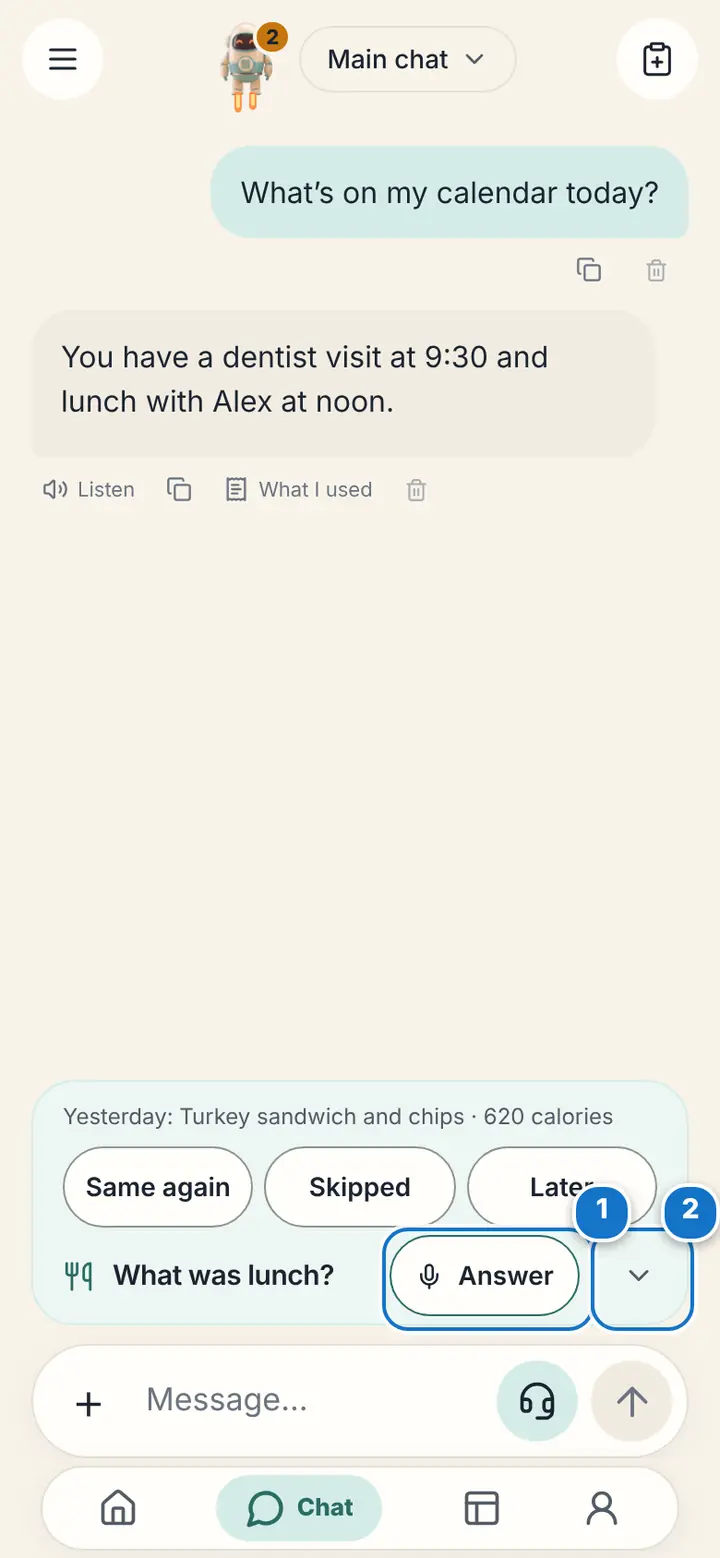 2
Main chat
What’s on my calendar today?
You have a dentist visit at 9:30 and
lunch with Alex at noon.
Listen
What I used
Yesterday: Turkey sandwich and chips · 620 calories
Same again
Skipped
Later
1
2
What was lunch?
Answer
Message...
Chat